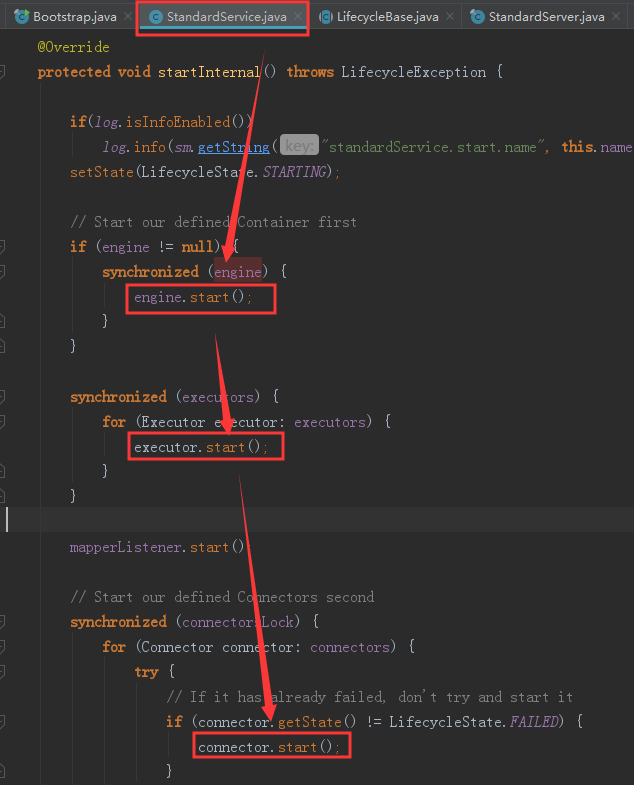 Bootstrap.java StandardService.java LifecycleBase.java StandardServer.java
@Override
protected void startInternal() throws LifecycleException {
if(log.isInfoEnabled())
log.info(sm.getString( key: "standardService.start.name", this.name
setState(LifecycleState.STARTING);
// Start our defined Container first
if (engine != null) {
synchronized (engine) {
engine.start();
}
}
synchronized (executors) {
for (Executor executor: executors) {
executor.start();
}
}
mapperListener.start()
// Start our defined Connectors second
synchronized (connectorsLock) {
for (Connector connector: connectors) {
try {
// If it has already failed, don't try and start it
if (connector.getState() != LifecycleState.FAILED) {
connector.start();
}